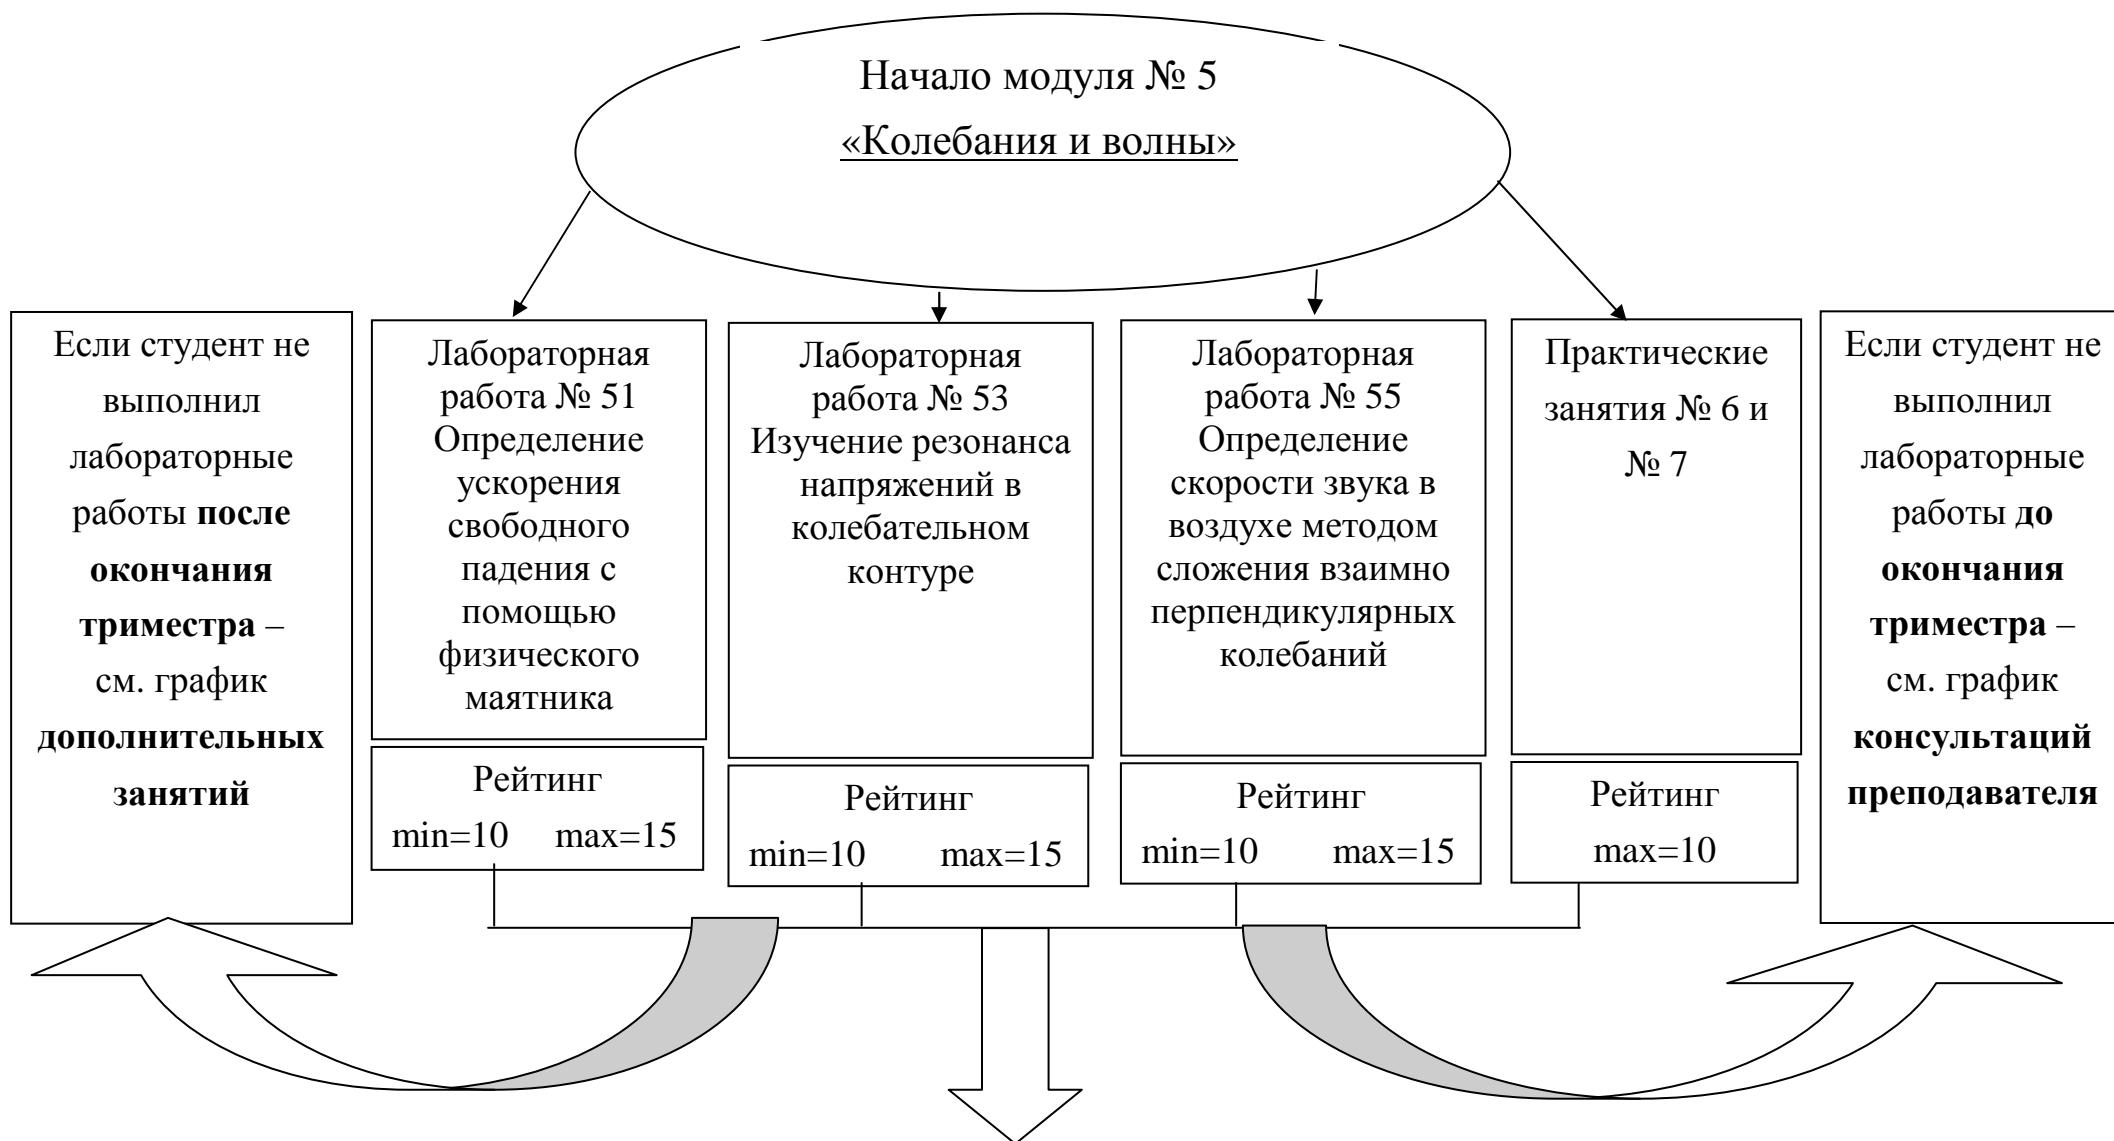 Начало модуля № 5
«Колебания и волны»
Если студент не
выполнил
лабораторные
работы после
окончания
триместра –
см. график
дополнительных
занятий
Лабораторная
работа № 51
Определение
ускорения
свободного
падения с
помощью
физического
маятника
Рейтинг
min=10 max=15
Лабораторная
работа № 53
Изучение резонанса
напряжений в
колебательном
контуре
Рейтинг
min=10 max=15
Лабораторная
работа № 55
Определение
скорости звука в
воздухе методом
сложения взаимно
перпендикулярных
колебаний
Рейтинг
min=10 max=15
Практические
занятия № 6 и
№ 7
Рейтинг
max=10
Если студент не
выполнил
лабораторные
работы до
окончания
триместра –
см. график
консультаций
преподавателя